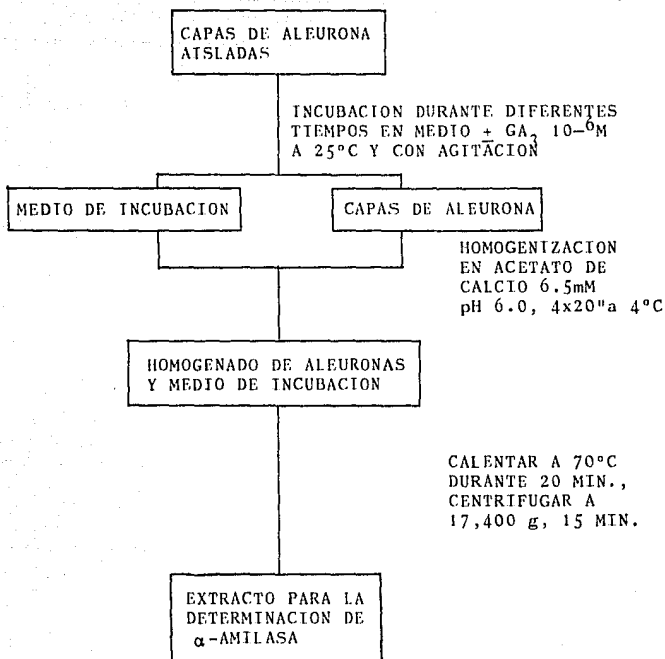 CAPAS DE ALEURONA
AISLADAS
INCUBACION DURANTE DIFERENTES
TIEMPOS EN MEDIO ± GA3 10-6M
A 25°C Y CON AGITACION
MEDIO DE INCUBACION
CAPAS DE ALEURONA
HOMOGENIZACION
EN ACETATO DE
CALCIO 6.5mM
pH 6.0, 4x20"a 4°C
HOMOGENADO DE ALEURONAS
Y MEDIO DE INCUBACION
CALENTAR A 70°C
DURANTE 20 MIN.,
CENTRIFUGAR A
17,400 g, 15 MIN.
EXTRACTO PARA LA
DETERMINACION DE
α-AMILASA